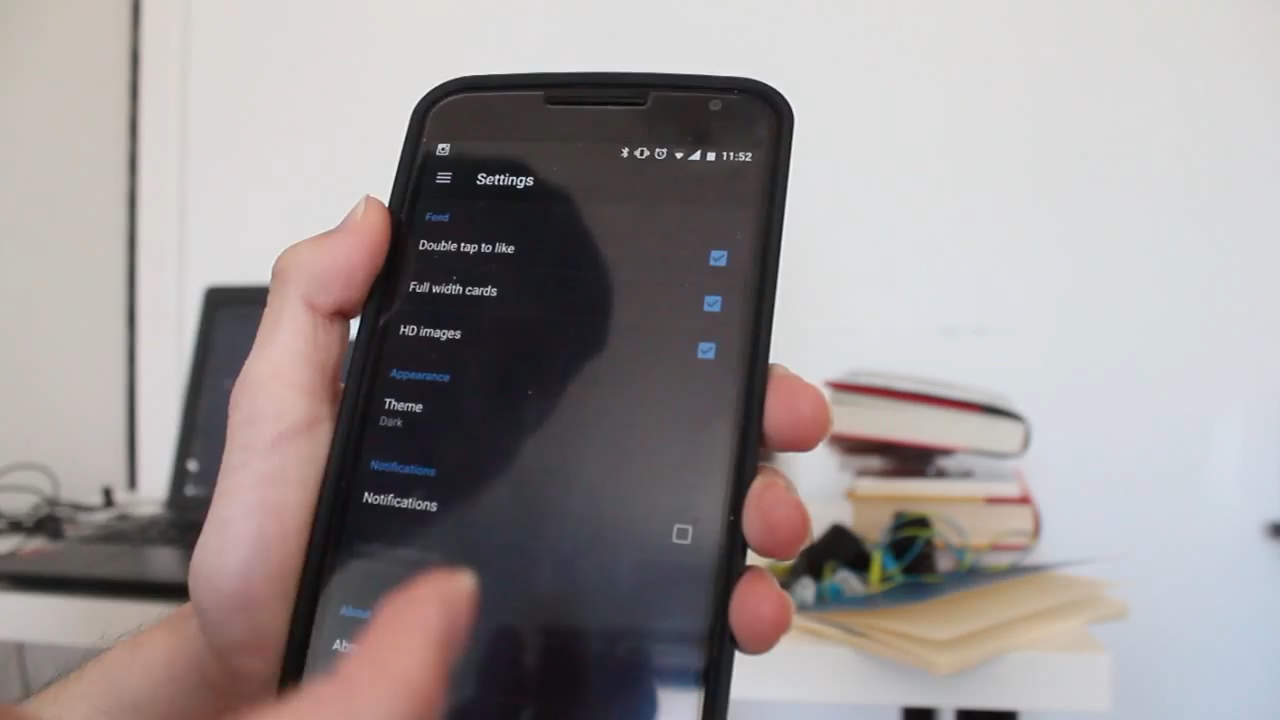 11:52
Settings
Feed
Double tap to like
Full width cards
HD images
Appearance
Theme
Dark
Notifications
Notifications